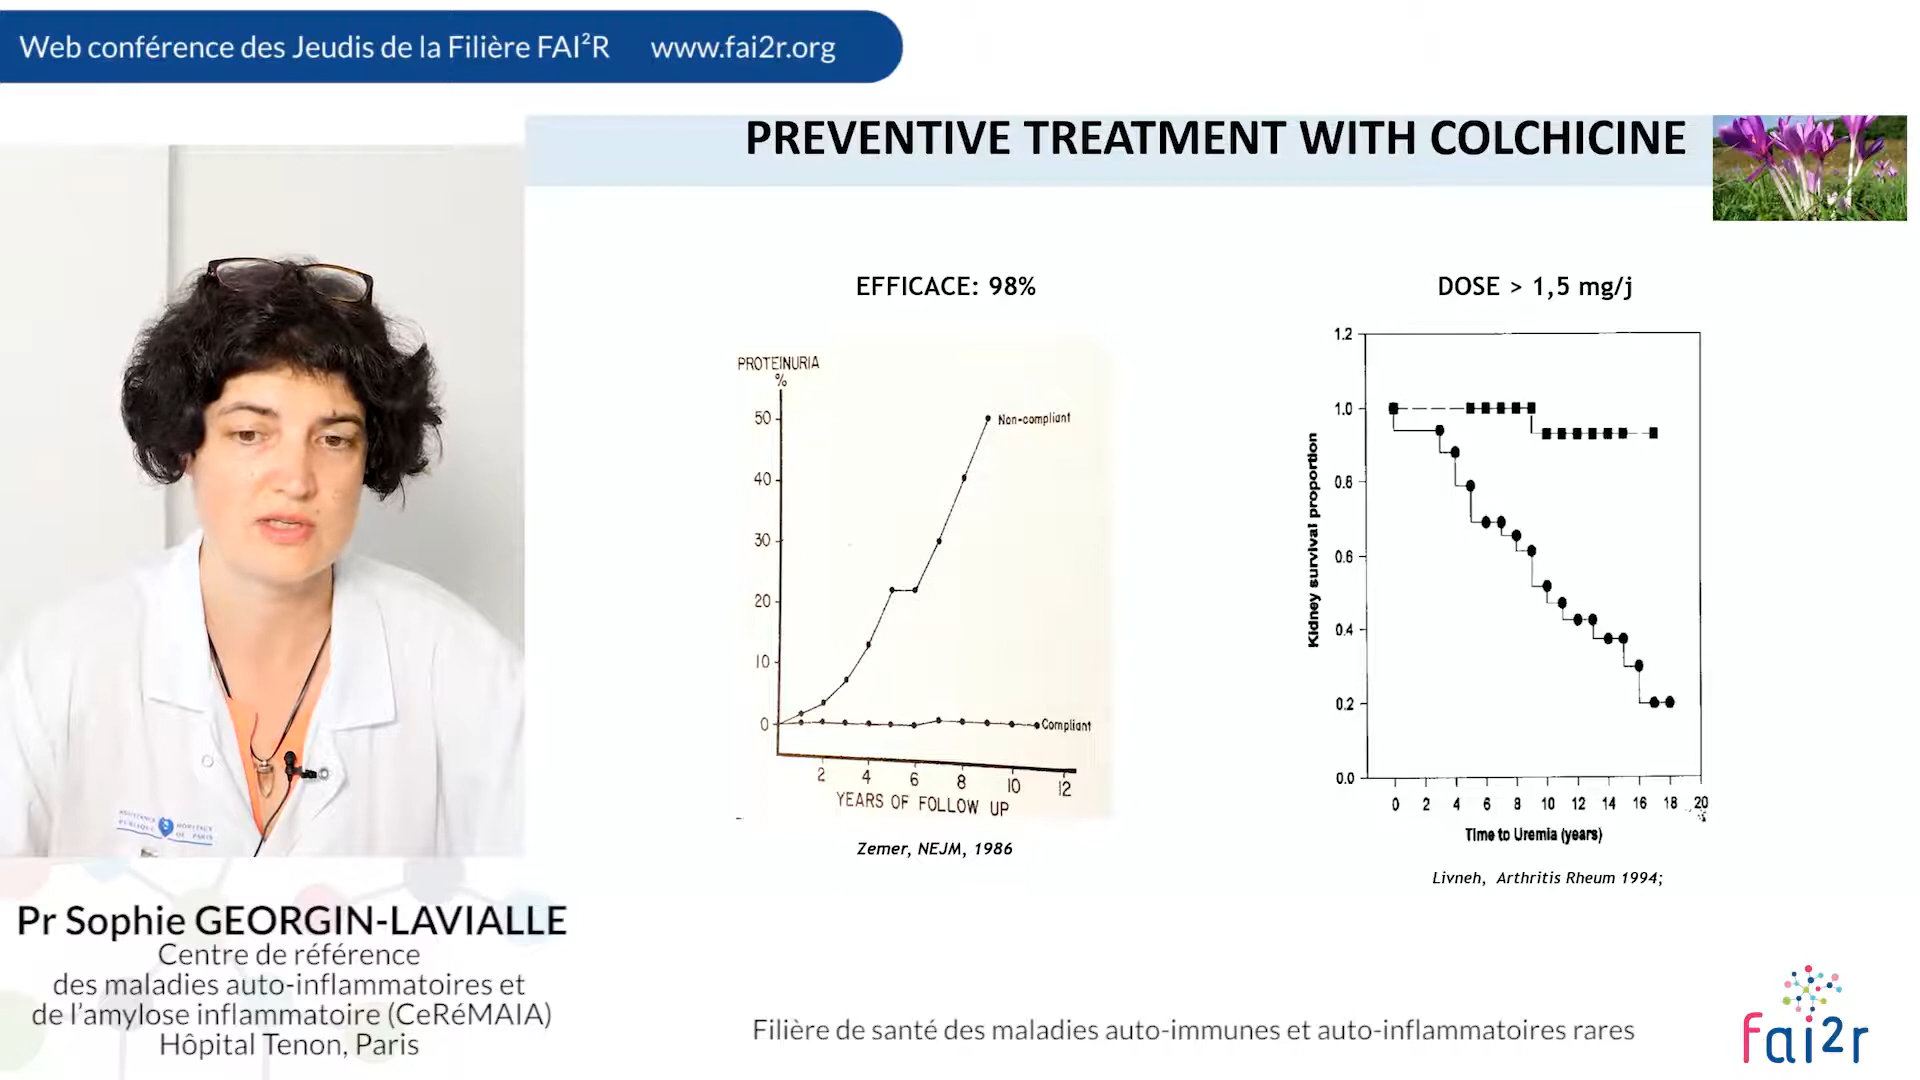 Web conférence des Jeudis de la Filière FAI²R www.fai2r.org
PREVENTIVE TREATMENT WITH COLCHICINE
EFFICACE: 98%
PROTEINURIA
%
50
40
30
20
10
0
Non-compliant
Compliant
2 4 6 8 10 12
YEARS OF FOLLOW UP
Zemer, NEJM, 1986
DOSE > 1,5 mg/j
Kidney survival proportion
1.2
1.0
0.8
0.6
0.4
0.2
0.0
0 2 4 6 8 10 12 14 16 18 20
Time to Uremia (years)
Livneh, Arthritis Rheum 1994;
ASSISTANCE HÔPITAUX
PUBLIQUE DE PARIS
Pr Sophie GEORGIN-LAVIALLE
Centre de référence
des maladies auto-inflammatoires et
de l'amylose inflammatoire (CeRéMAIA)
Hôpital Tenon, Paris
Filière de santé des maladies auto-immunes et auto-inflammatoires rares
fai2r